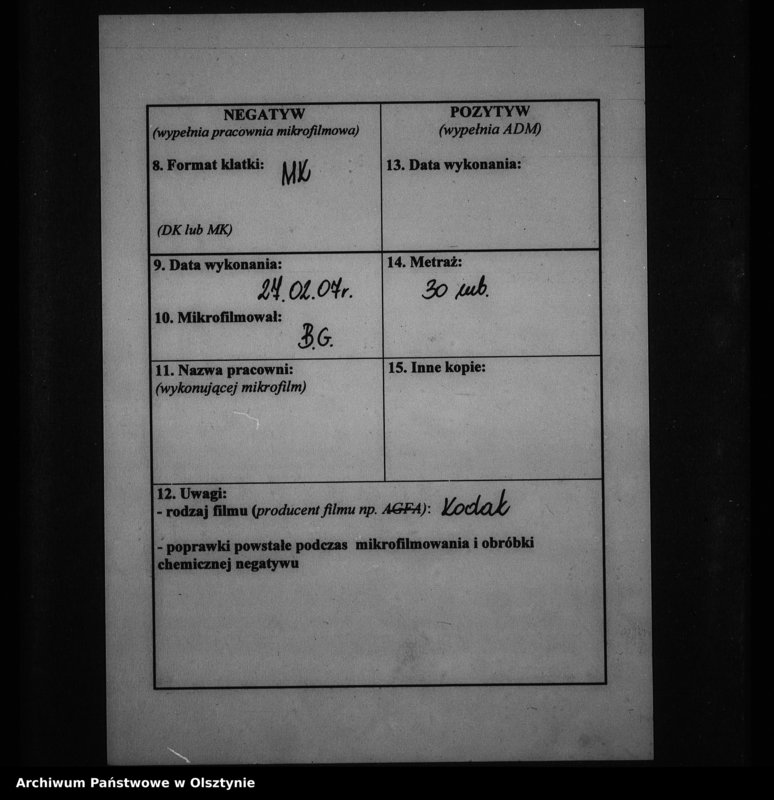 NEGATYW
(wypełnia pracownia mikrofilmowa)
8. Format klatki: MK
(DK lub MK)
POZYTYW
(wypełnia ADM)
13. Data wykonania:
9. Data wykonania:
27.02.07r.
10. Mikrofilmował:
B.G.
14. Metraż:
30 mb.
11. Nazwa pracowni:
(wykonującej mikrofilm)
15. Inne kopie:
12. Uwagi:
- rodzaj filmu (producent filmu np. AGFA): Kodak
- poprawki powstałe podczas mikrofilmowania i obróbki
chemicznej negatywu
Archiwum Państwowe w Olsztynie